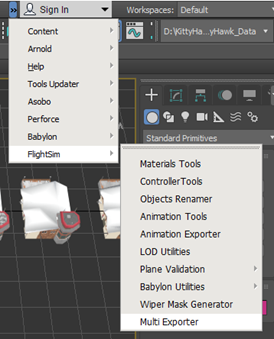 » Sign In Workspaces: Default
D:\KittyHa...yHawk_Data
Content
Arnold
Help
Tools Updater
Asobo
Perforce
Babylon
FlightSim
Standard Primitives
Materials Tools
ControllerTools
Objects Renamer
Animation Tools
Animation Exporter
LOD Utilities
Plane Validation
Babylon Utilities
Wiper Mask Generator
Multi Exporter